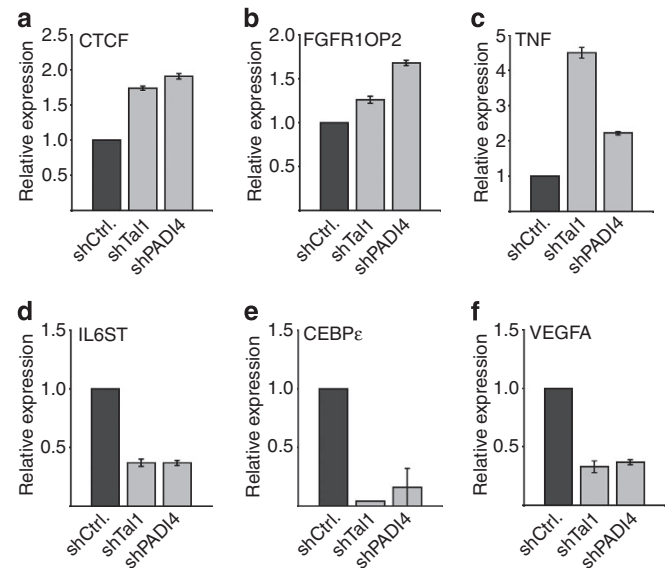 a
CTCF
Relative expression
2.5
2.0
1.5
1.0
0.5
shCtrl.
shTal1
shPADI4
b
FGFR1OP2
Relative expression
2.0
1.5
1.0
0.5
shCtrl.
shTal1
shPADI4
c
TNF
Relative expression
5
4
3
2
1
shCtrl.
shTal1
shPADI4
d
IL6ST
Relative expression
1.5
1.0
0.5
shCtrl.
shTal1
shPADI4
e
CEBPε
Relative expression
1.5
1.0
0.5
shCtrl.
shTal1
shPADI4
f
VEGFA
Relative expression
1.5
1.0
0.5
shCtrl.
shTal1
shPADI4